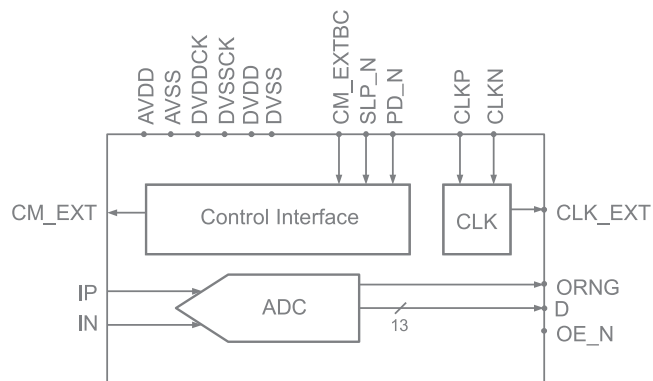 AVDD
AVSS
DVDDCK
DVSSCK
DVDD
DVSS
CM_EXTBC
SLP_N
PD_N
CLKP
CLKN
CM_EXT
Control Interface
CLK
CLK_EXT
IP
IN
ADC
13
ORNG
D
OE_N